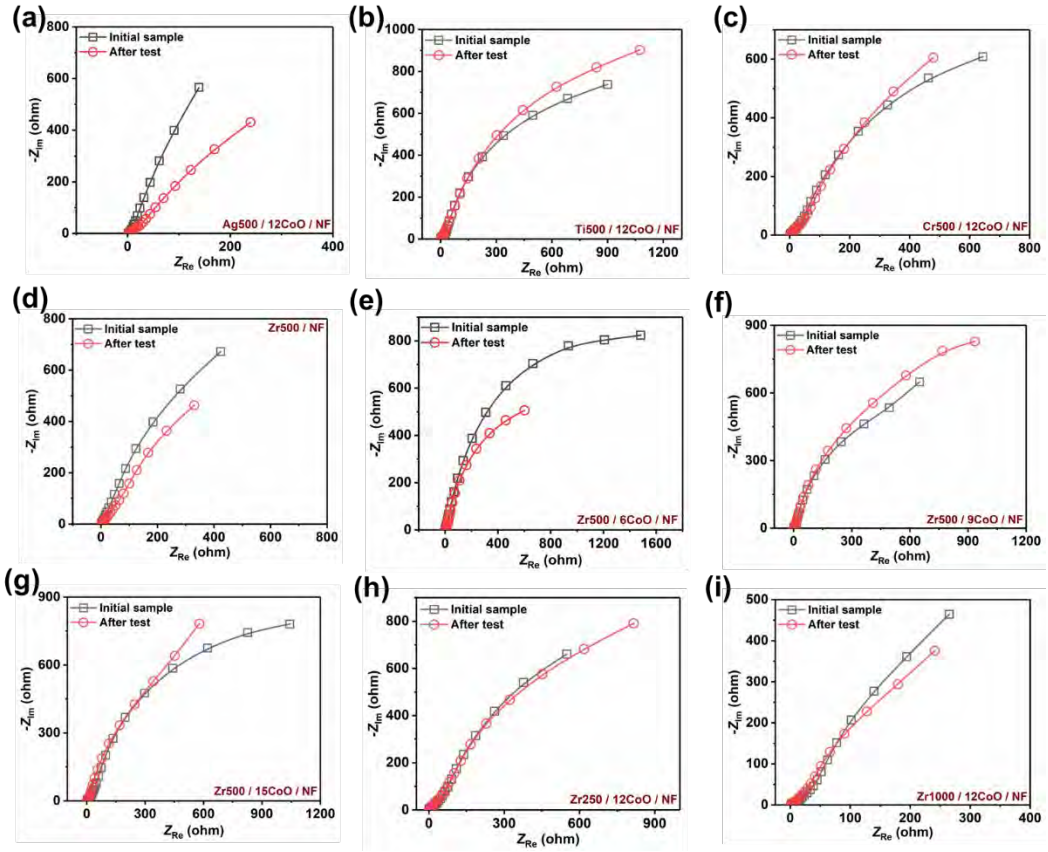 (a)
800
600
400
200
0
-Z_Im (ohm)
Initial sample
After test
Ag500 / 12CoO / NF
0 200 400
Z_Re (ohm)
(b)
1000
800
600
400
200
0
-Z_Im (ohm)
Initial sample
After test
Ti500 / 12CoO / NF
0 300 600 900 1200
Z_Re (ohm)
(c)
800
600
400
200
0
-Z_Im (ohm)
Initial sample
After test
Cr500 / 12CoO / NF
0 200 400 600 800
Z_Re (ohm)
(d)
800
600
400
200
0
-Z_Im (ohm)
Initial sample
After test
Zr500 / NF
0 200 400 600 800
Z_Re (ohm)
(e)
800
600
400
200
0
-Z_Im (ohm)
Initial sample
After test
Zr500 / 6CoO / NF
0 400 800 1200 1600
Z_Re (ohm)
(f)
900
600
300
0
-Z_Im (ohm)
Initial sample
After test
Zr500 / 9CoO / NF
0 300 600 900 1200
Z_Re (ohm)
(g)
900
600
300
0
-Z_Im (ohm)
Initial sample
After test
Zr500 / 15CoO / NF
0 300 600 900 1200
Z_Re (ohm)
(h)
800
600
400
200
0
-Z_Im (ohm)
Initial sample
After test
Zr250 / 12CoO / NF
0 300 600 900
Z_Re (ohm)
(i)
500
400
300
200
100
0
-Z_Im (ohm)
Initial sample
After test
Zr1000 / 12CoO / NF
0 100 200 300 400
Z_Re (ohm)